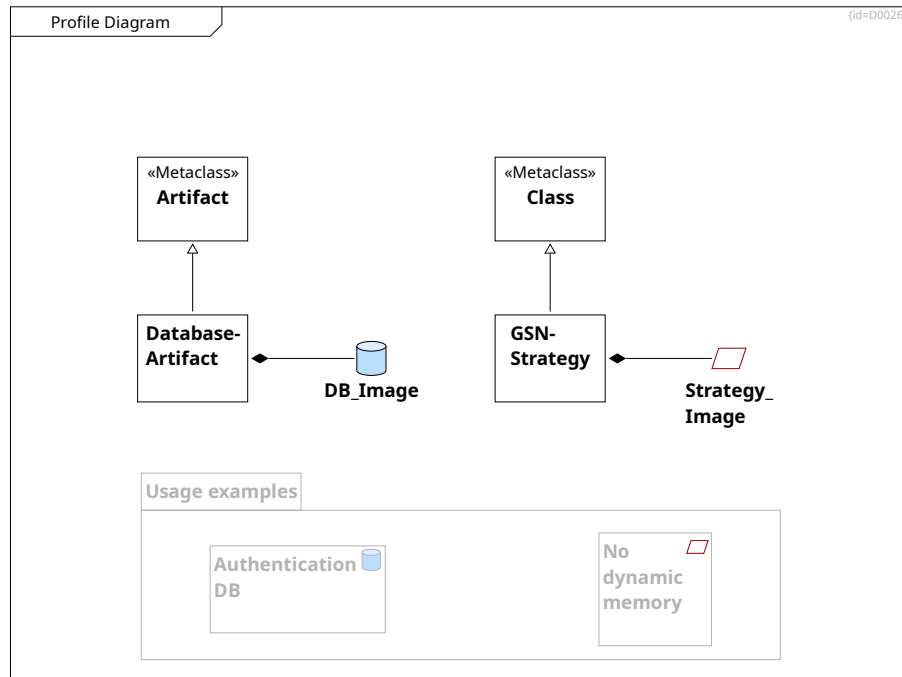 Profile Diagram
{id=D0026
«Metaclass»
Artifact
«Metaclass»
Class
Database-
Artifact
DB_Image
GSN-
Strategy
Strategy_
Image
Usage examples
Authentication
DB
No
dynamic
memory